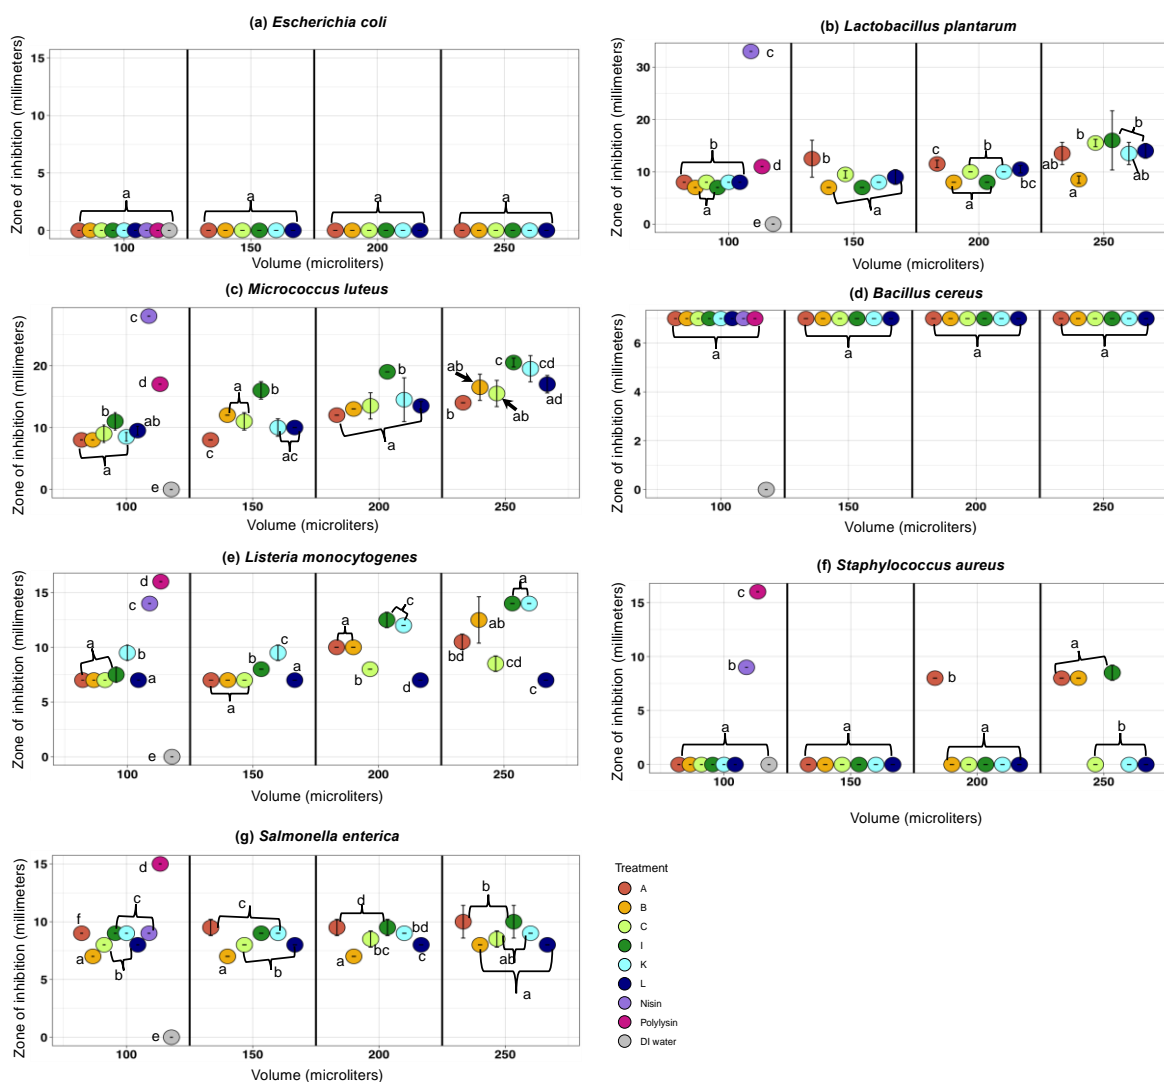 (a) Escherichia coli
Zone of inhibition (millimeters)
15
10
5
0
a
a
a
a
100
150
200
250
Volume (microliters)
(b) Lactobacillus plantarum
Zone of inhibition (millimeters)
30
20
10
0
c
b
d
a
e
b
a
c
b
a
bc
ab
b
b
a
ab
100
150
200
250
Volume (microliters)
(c) Micrococcus luteus
Zone of inhibition (millimeters)
20
10
0
c
d
b
ab
a
e
a
b
c
ac
b
a
ab
b
c
cd
ab
ad
100
150
200
250
Volume (microliters)
(d) Bacillus cereus
Zone of inhibition (millimeters)
6
4
2
0
a
a
a
a
100
150
200
250
Volume (microliters)
(e) Listeria monocytogenes
Zone of inhibition (millimeters)
15
10
5
0
d
c
a
b
a
e
c
b
a
a
a
c
b
d
a
ab
bd
cd
c
100
150
200
250
Volume (microliters)
(f) Staphylococcus aureus
Zone of inhibition (millimeters)
15
10
5
0
c
b
a
a
b
a
a
b
100
150
200
250
Volume (microliters)
(g) Salmonella enterica
Zone of inhibition (millimeters)
15
10
5
0
d
c
f
a
b
e
c
a
b
d
bd
bc
a
c
b
ab
a
100
150
200
250
Volume (microliters)
Treatment
A
B
C
I
K
L
Nisin
Polylysin
DI water